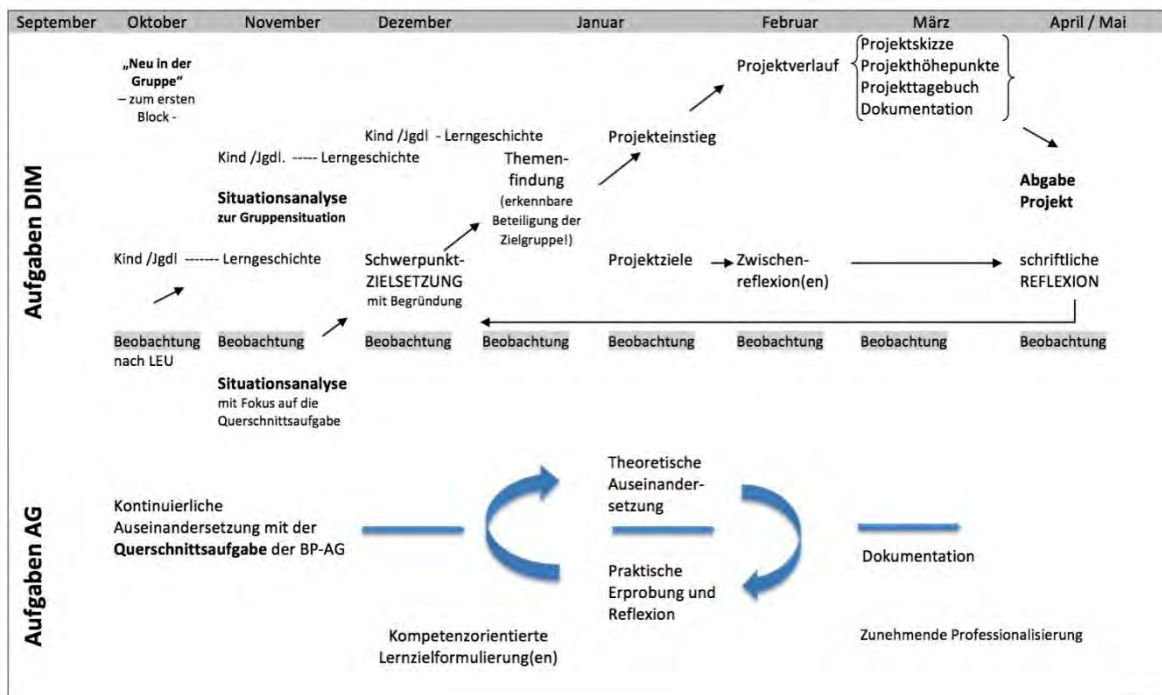 September Oktober November Dezember Januar Februar März April / Mai
Aufgaben DIM
„Neu in der
Gruppe“
– zum ersten
Block -
Projektverlauf
Projektskizze
Projekthöhepunkte
Projekttagebuch
Dokumentation
Kind /Jgdl - Lerngeschichte
Projekteinstieg
Kind /Jgdl. ----- Lerngeschichte
Themen-
findung
(erkennbare
Beteiligung der
Zielgruppe!)
Situationsanalyse
zur Gruppensituation
Abgabe
Projekt
Kind /Jgdl ------- Lerngeschichte
Schwerpunkt-
ZIELSETZUNG
mit Begründung
Projektziele
Zwischen-
reflexion(en)
schriftliche
REFLEXION
Beobachtung
nach LEU
Beobachtung
Beobachtung
Beobachtung
Beobachtung
Beobachtung
Beobachtung
Beobachtung
Situationsanalyse
mit Fokus auf die
Querschnittsaufgabe
Aufgaben AG
Kontinuierliche
Auseinandersetzung mit der
Querschnittsaufgabe der BP-AG
Theoretische
Auseinander-
setzung
Praktische
Erprobung und
Reflexion
Dokumentation
Kompetenzorientierte
Lernzielformulierung(en)
Zunehmende Professionalisierung